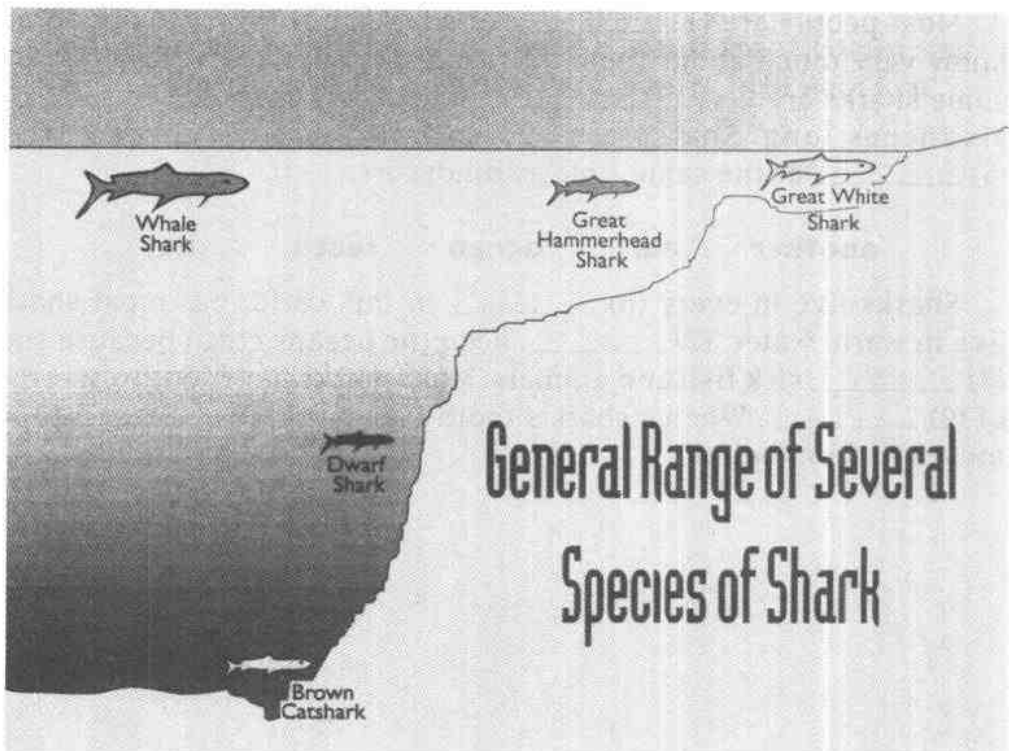 Whale
Shark
Great
Hammerhead
Shark
Great White
Shark
Dwarf
Shark
General Range of Several
Species of Shark
Brown
Catshark